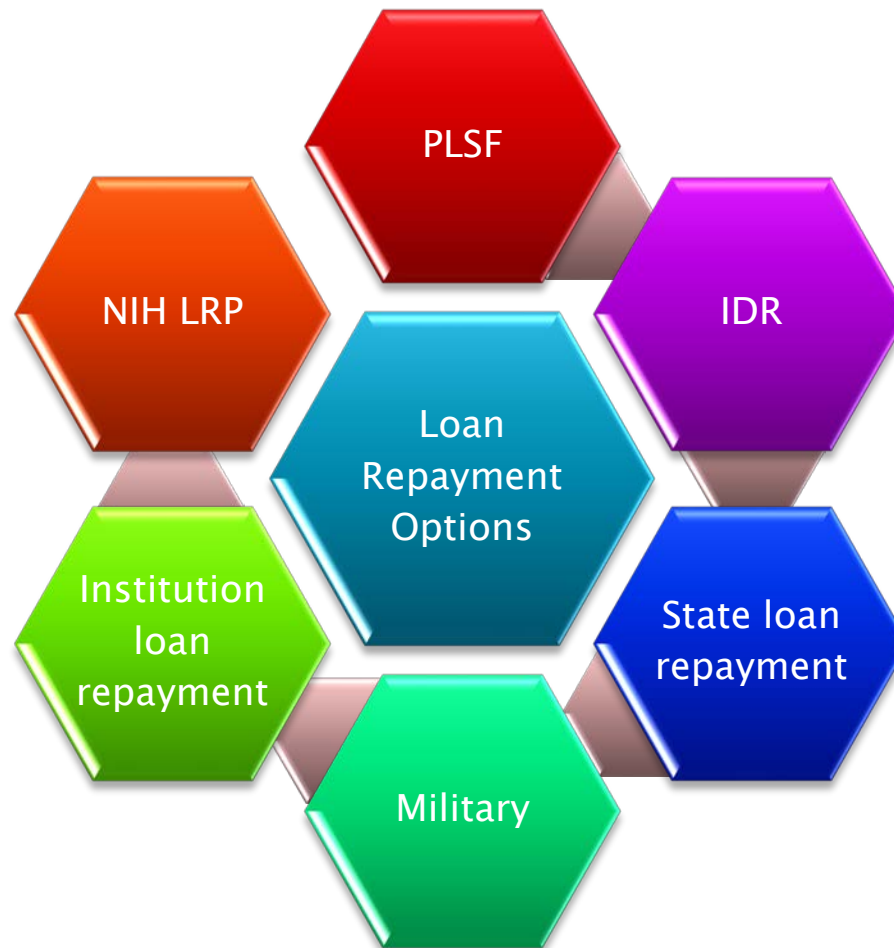 PLSF
NIH LRP
IDR
Loan
Repayment
Options
Institution
loan
repayment
State loan
repayment
Military